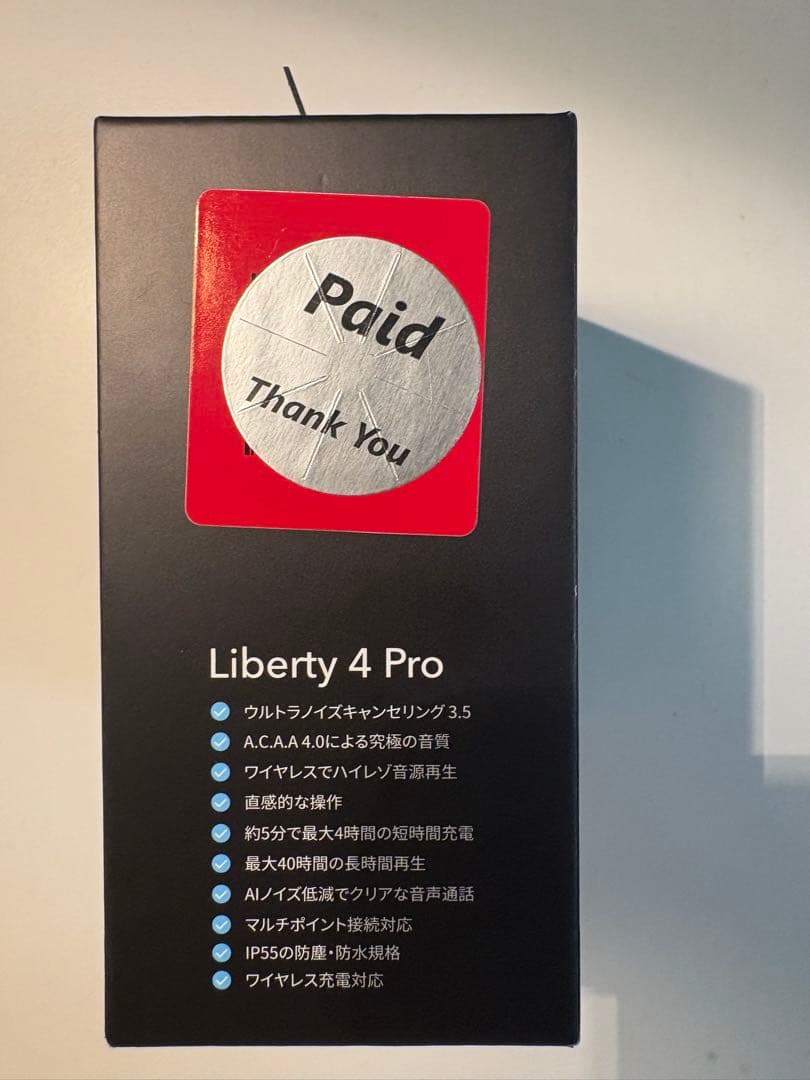 Paid
Thank You
Liberty 4 Pro
ウルトラノイズキャンセリング 3.5
A.C.A.A 4.0による究極の音質
ワイヤレスでハイレゾ音源再生
直感的な操作
約5分で最大4時間の短時間充電
最大40時間の長時間再生
AIノイズ低減でクリアな音声通話
マルチポイント接続対応
IP55の防塵・防水規格
ワイヤレス充電対応